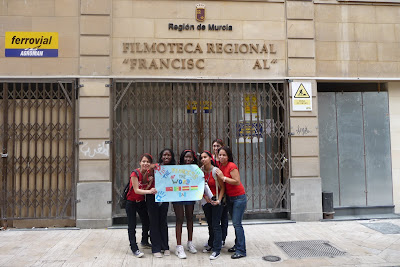 ferrovial
AGROMAN
Región de Murcia
FILMOTECA REGIONAL
"FRANCISC AL"